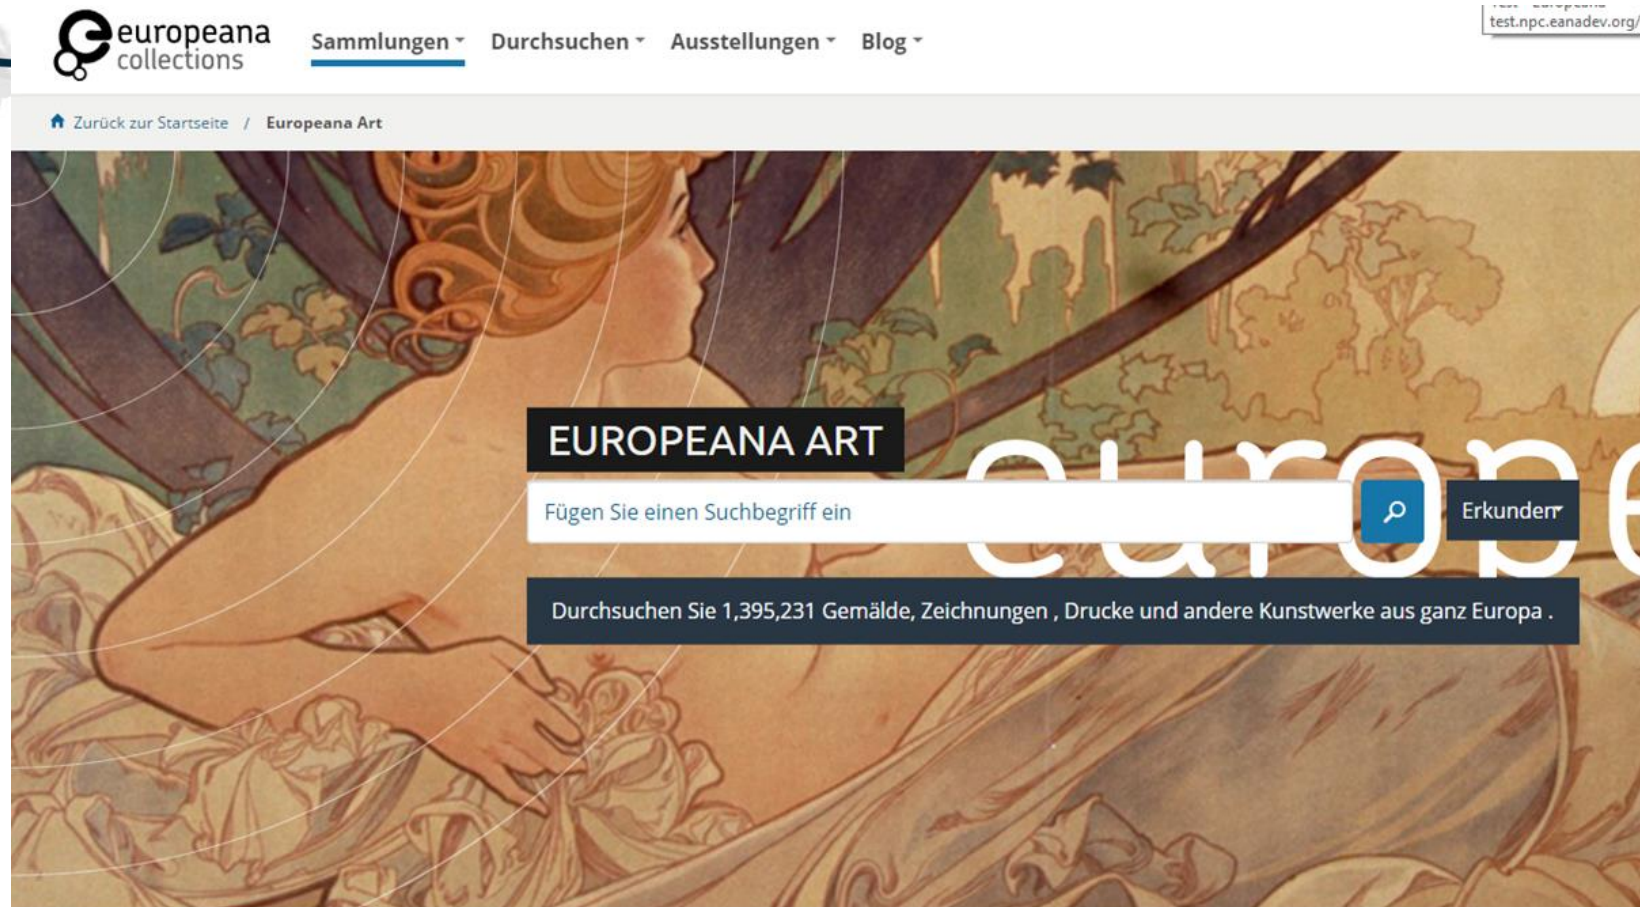 europeana
collections
Sammlungen Durchsuchen Ausstellungen Blog
test.npc.eanadev.org/
Zurück zur Startseite / Europeana Art
EUROPEANA ART
europe
Fügen Sie einen Suchbegriff ein
Erkunden
Durchsuchen Sie 1,395,231 Gemälde, Zeichnungen , Drucke und andere Kunstwerke aus ganz Europa .